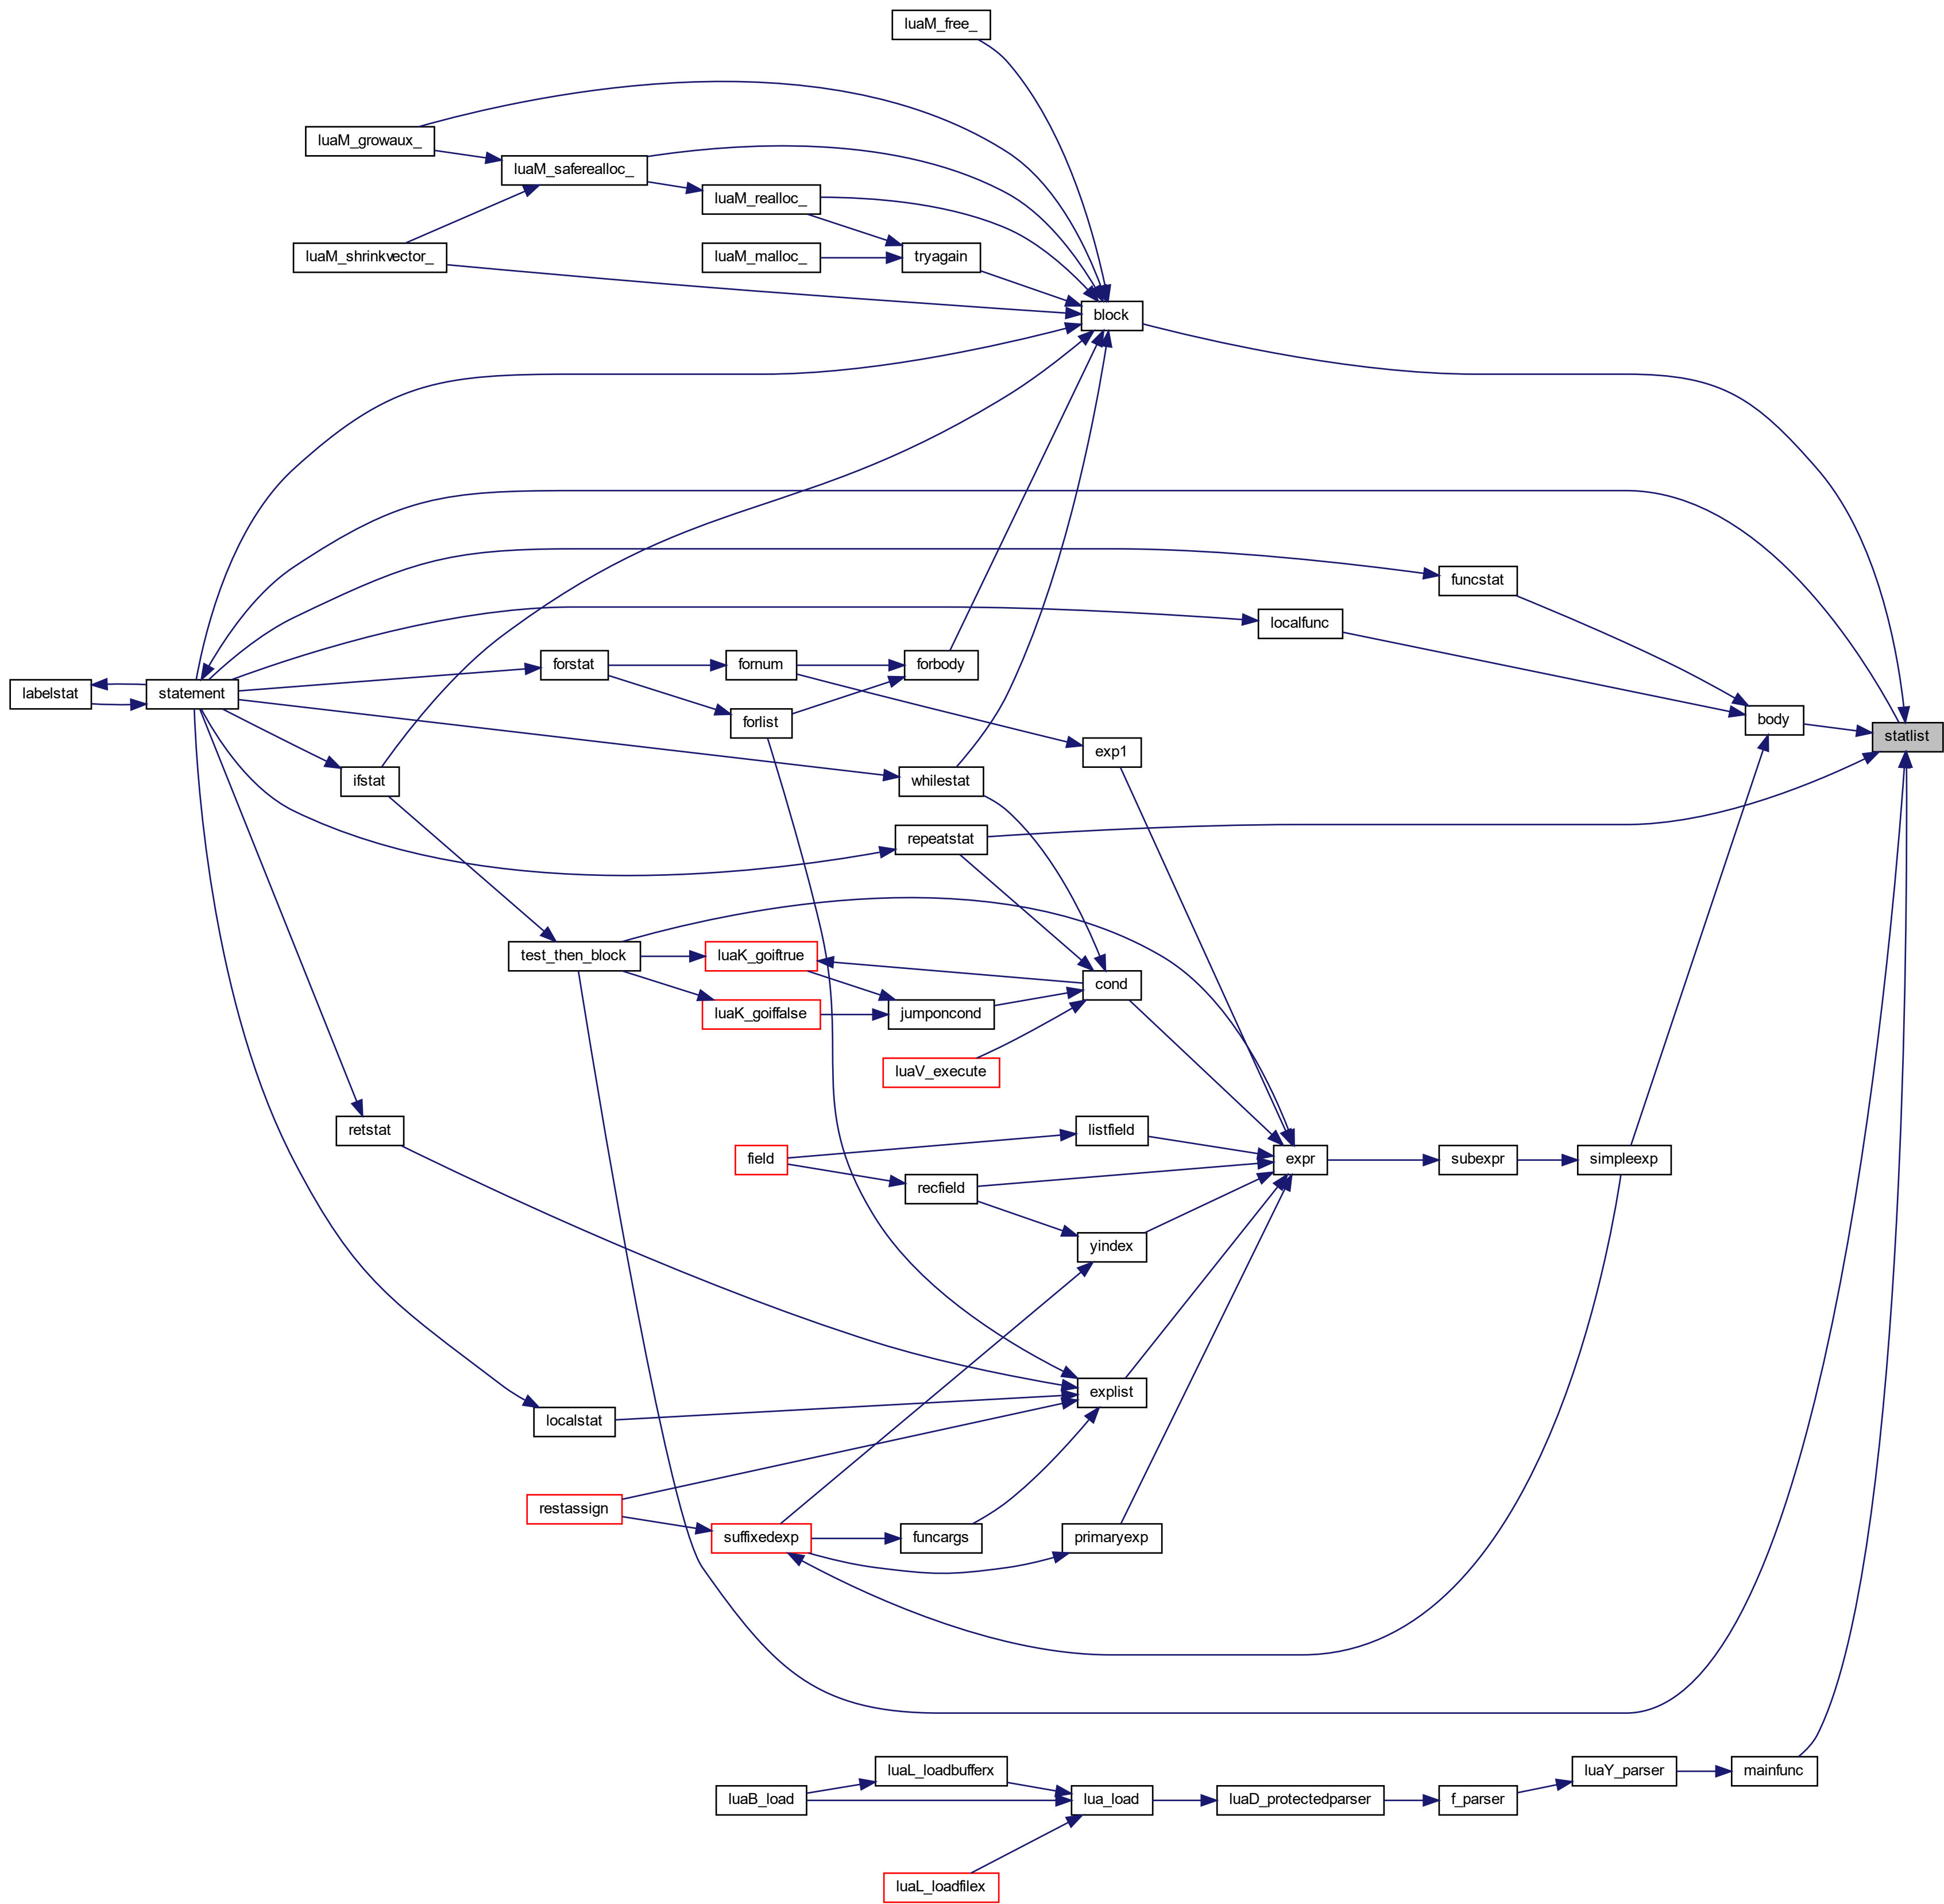 luaM_free_
luaM_growaux_
luaM_saferealloc_
luaM_realloc_
luaM_shrinkvector_
luaM_malloc_
tryagain
block
funcstat
localfunc
labelstat
statement
forstat
fornum
forbody
forlist
body
statlist
exp1
ifstat
whilestat
repeatstat
test_then_block
luaK_goiftrue
cond
luaK_goiffalse
jumponcond
luaV_execute
retstat
listfield
field
expr
subexpr
simpleexp
recfield
yindex
explist
localstat
restassign
suffixedexp
funcargs
primaryexp
luaL_loadbufferx
luaY_parser
mainfunc
luaB_load
lua_load
luaD_protectedparser
f_parser
luaL_loadfilex